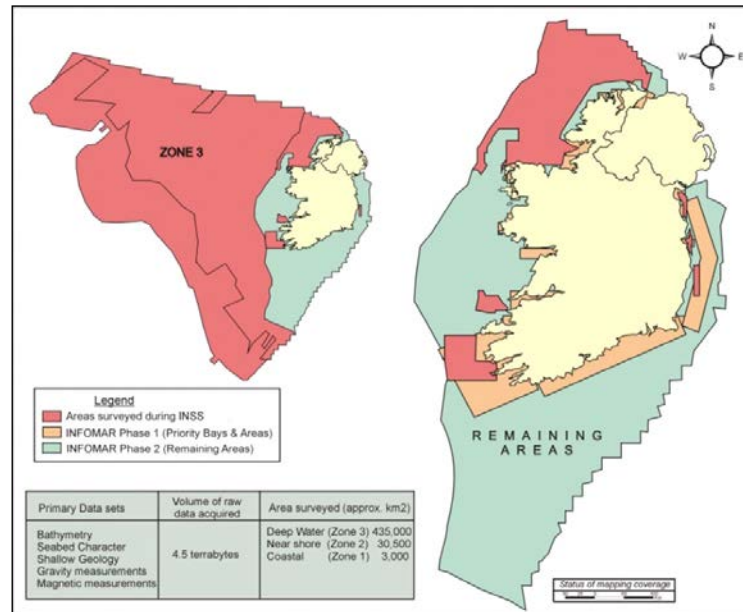 N
W E
S
ZONE 3
Legend
Areas surveyed during INSS
INFOMAR Phase 1 (Priority Bays & Areas)
INFOMAR Phase 2 (Remaining Areas)
REMAINING
AREAS
Primary Data sets
Volume of raw
data acquired
Area surveyed (approx. km2)
Bathymetry
Seabed Character
Shallow Geology
Gravity measurements
Magnetic measurements
4.5 terrabytes
Deep Water (Zone 3) 435,000
Near shore (Zone 2) 30,500
Coastal (Zone 1) 3,000
Status of mapping coverage